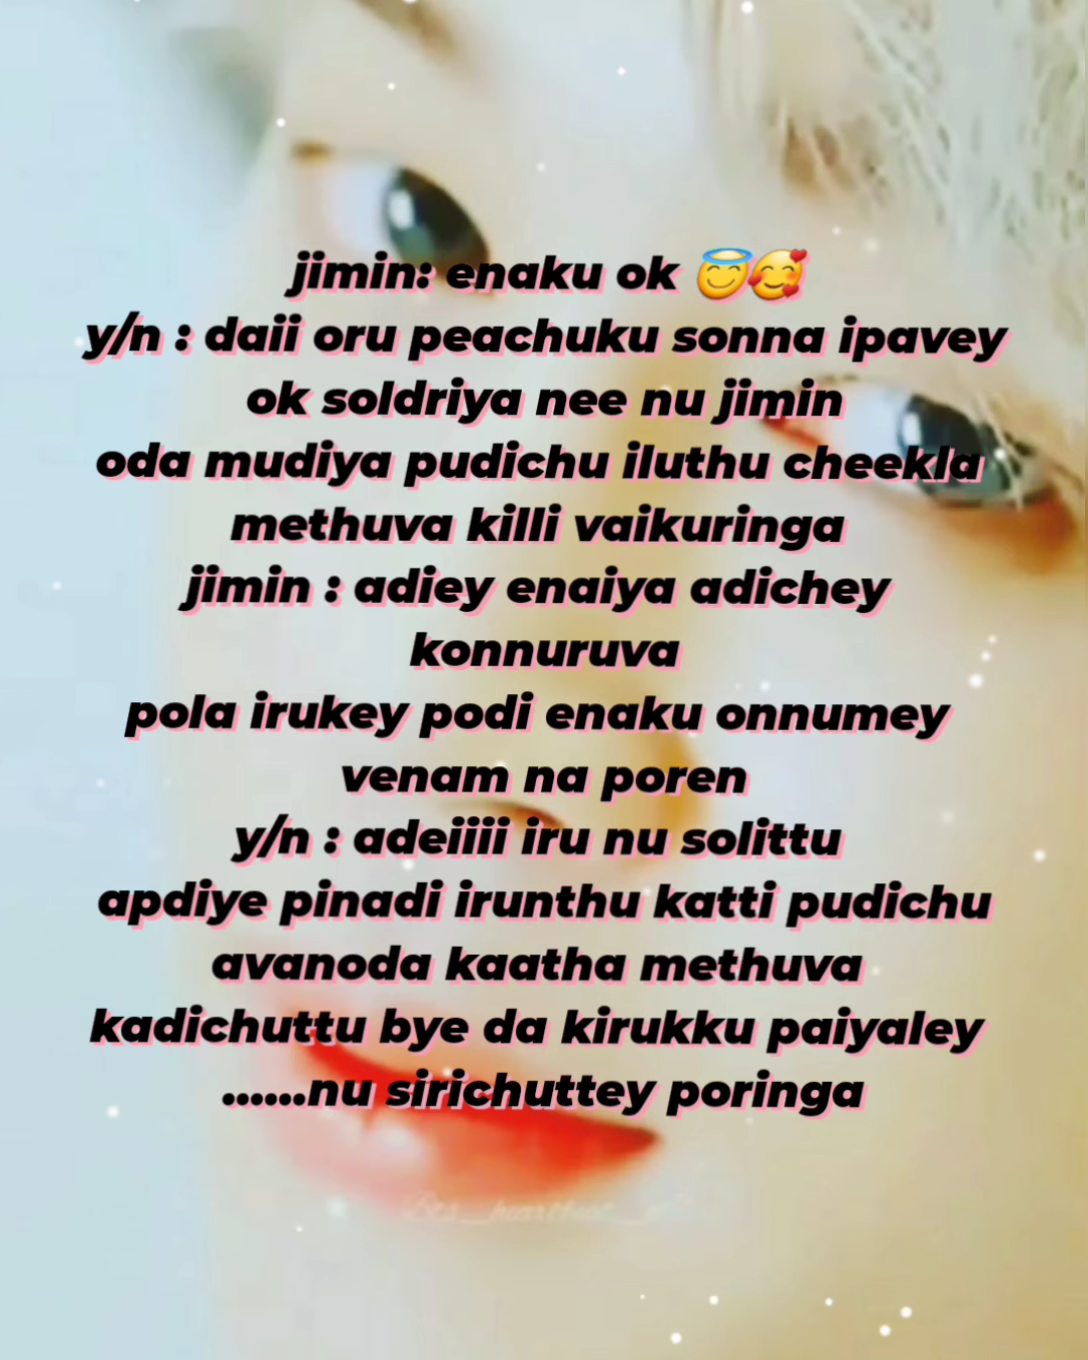 jimin: enaku ok 😇🥰
y/n : daii oru peachuku sonna ipavey
ok soldriya nee nu jimin
oda mudiya pudichu iluthu cheekla
methuva killi vaikuringa
jimin : adiey enaiya adichey
konnuruva
pola irukey podi enaku onnumey
venam na poren
y/n : adeiiii iru nu solittu
apdiye pinadi irunthu katti pudichu
avanoda kaatha methuva
kadichuttu bye da kirukku paiyaley
......nu sirichuttey poringa